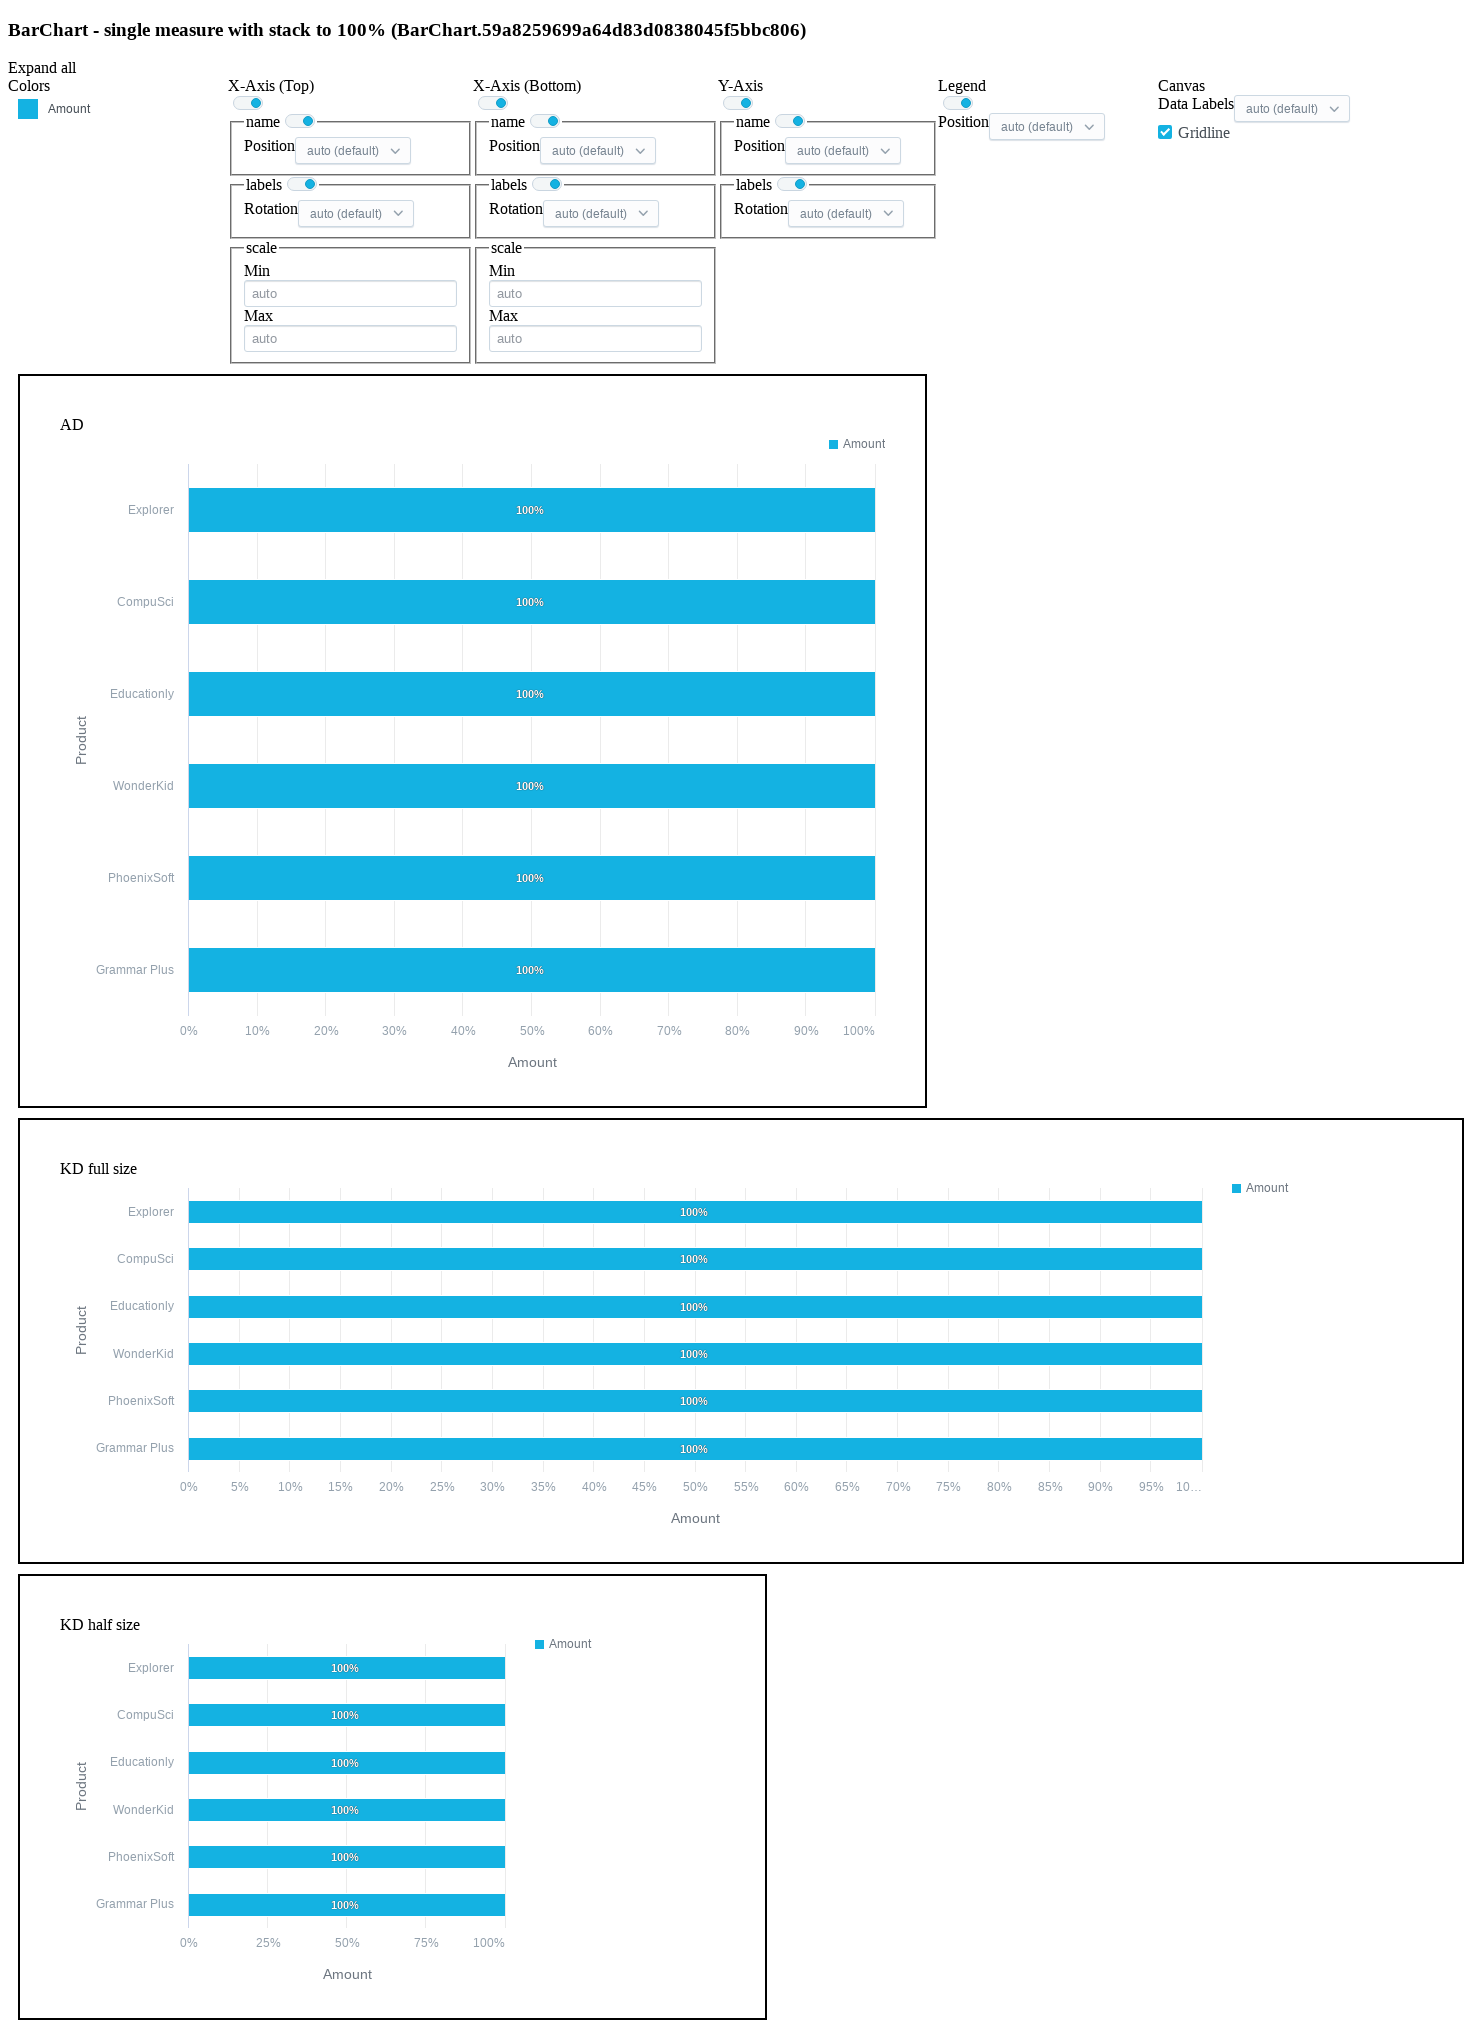 BarChart - single measure with stack to 100% (BarChart.59a8259699a64d83d0838045f5bbc806)
Expand all
Colors
Amount
X-Axis (Top)
name
Position auto (default)
labels
Rotation auto (default)
scale
Min
auto
Max
auto
X-Axis (Bottom)
name
Position auto (default)
labels
Rotation auto (default)
scale
Min
auto
Max
auto
Y-Axis
name
Position auto (default)
labels
Rotation auto (default)
Legend
Position auto (default)
Canvas
Data Labels auto (default)
Gridline
AD
Amount
Explorer 100%
CompuSci 100%
Educationly 100%
Product
WonderKid 100%
PhoenixSoft 100%
Grammar Plus 100%
0% 10% 20% 30% 40% 50% 60% 70% 80% 90% 100%
Amount
KD full size
Amount
Explorer 100%
CompuSci 100%
Educationly 100%
Product
WonderKid 100%
PhoenixSoft 100%
Grammar Plus 100%
0% 5% 10% 15% 20% 25% 30% 35% 40% 45% 50% 55% 60% 65% 70% 75% 80% 85% 90% 95% 10...
Amount
KD half size
Amount
Explorer 100%
CompuSci 100%
Educationly 100%
Product
WonderKid 100%
PhoenixSoft 100%
Grammar Plus 100%
0% 25% 50% 75% 100%
Amount